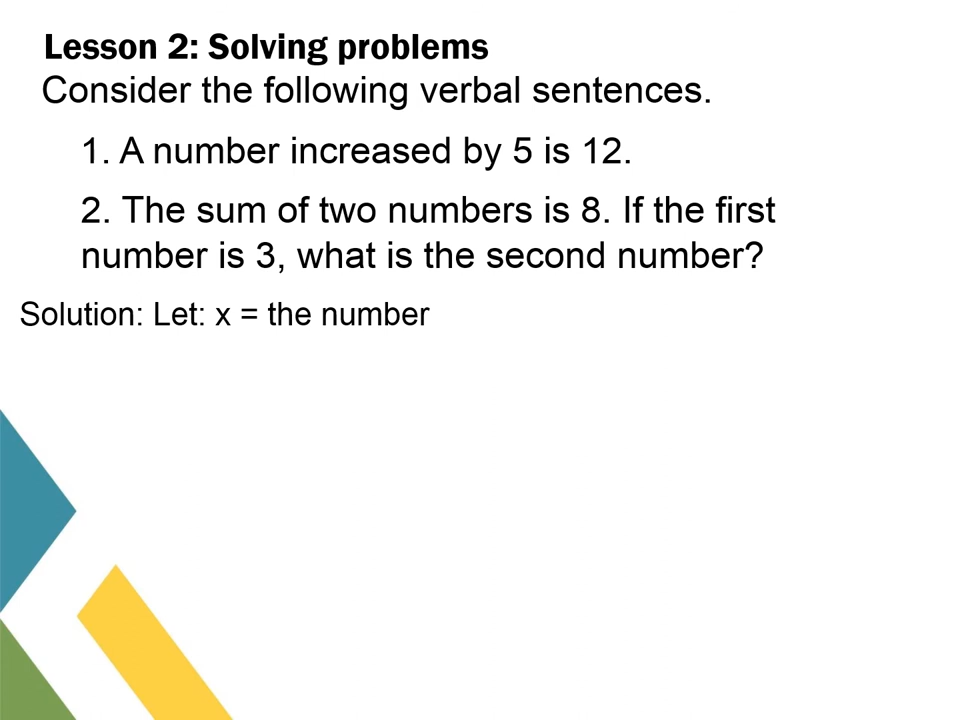 Lesson 2: Solving problems
Consider the following verbal sentences.
1. A number increased by 5 is 12.
2. The sum of two numbers is 8. If the first
number is 3, what is the second number?
Solution: Let: x = the number